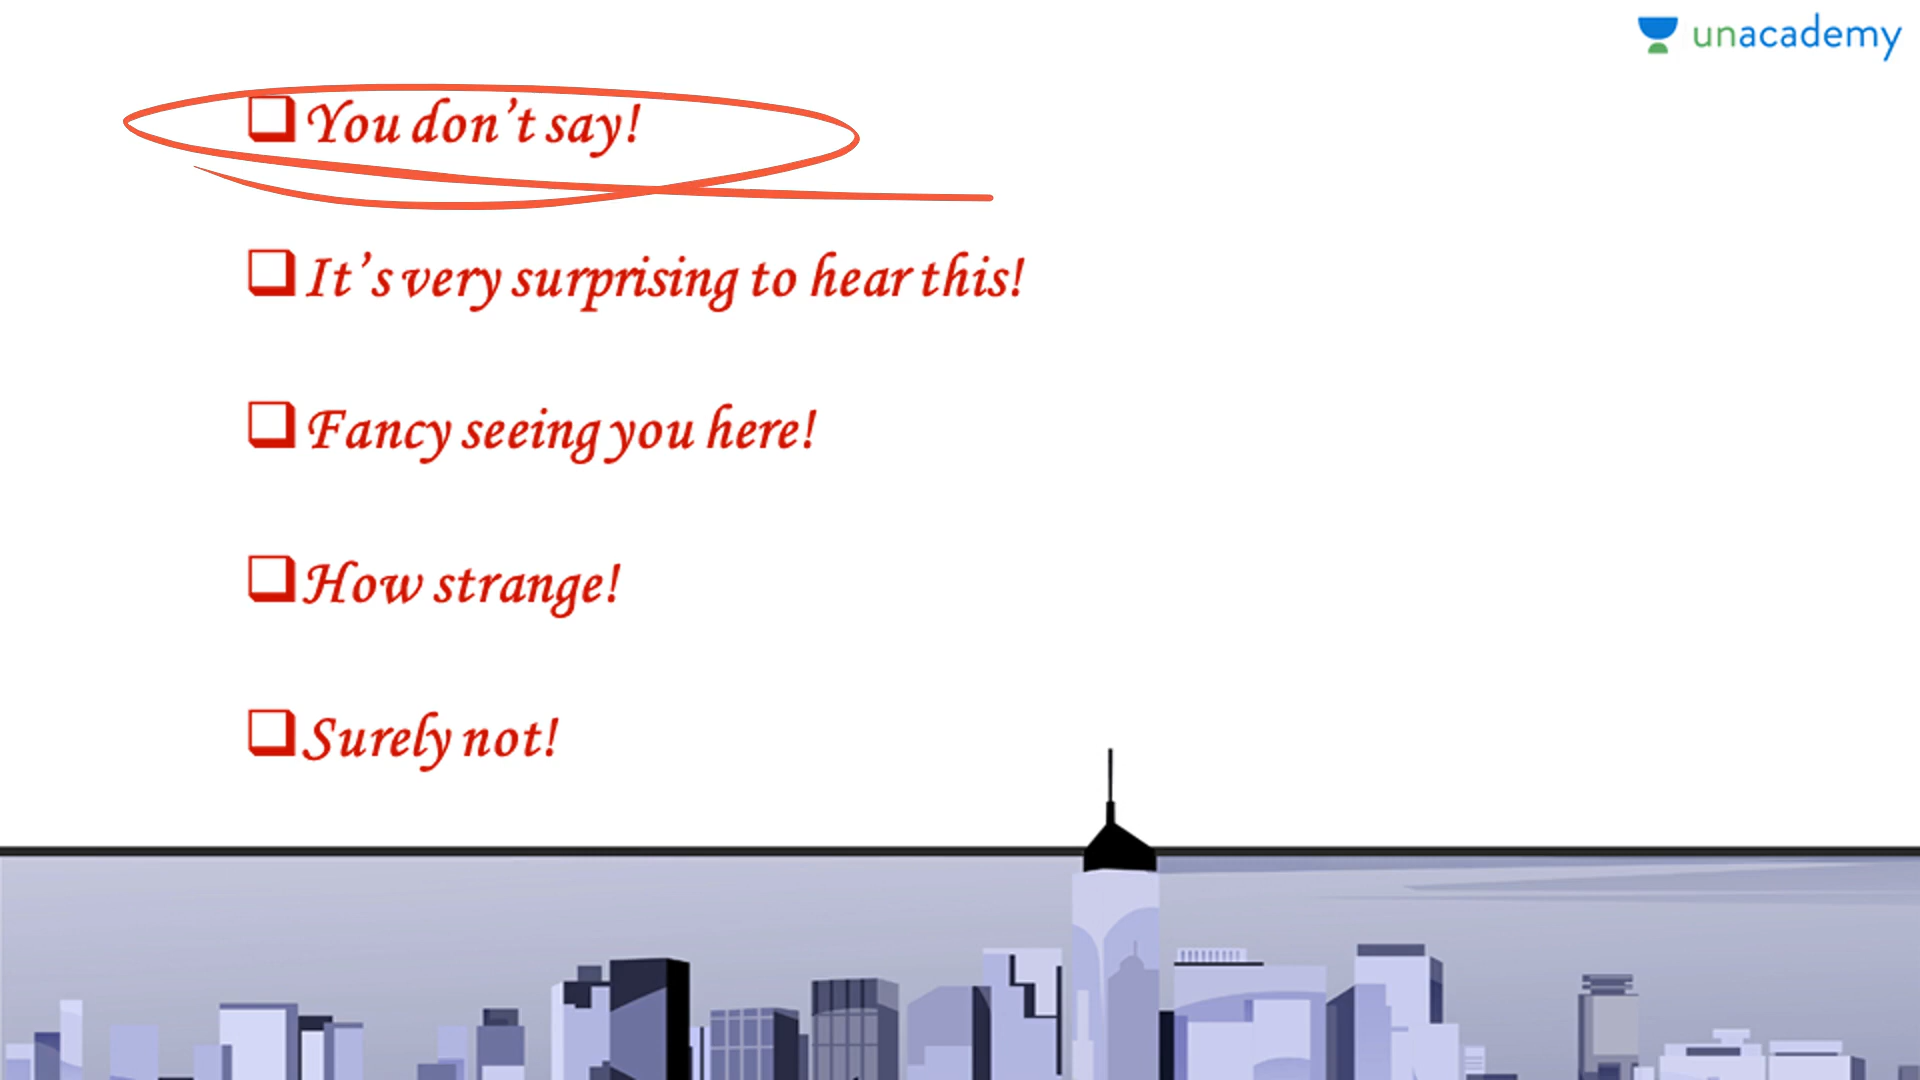 unacademy
You don't say!
It's very surprising to hear this!
Fancy seeing you here!
How strange!
Surely not!